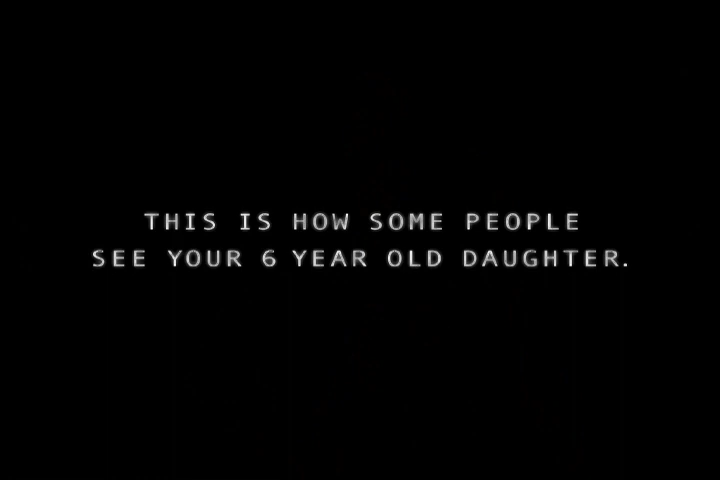 THIS IS HOW SOME PEOPLE
SEE YOUR 6 YEAR OLD DAUGHTER.